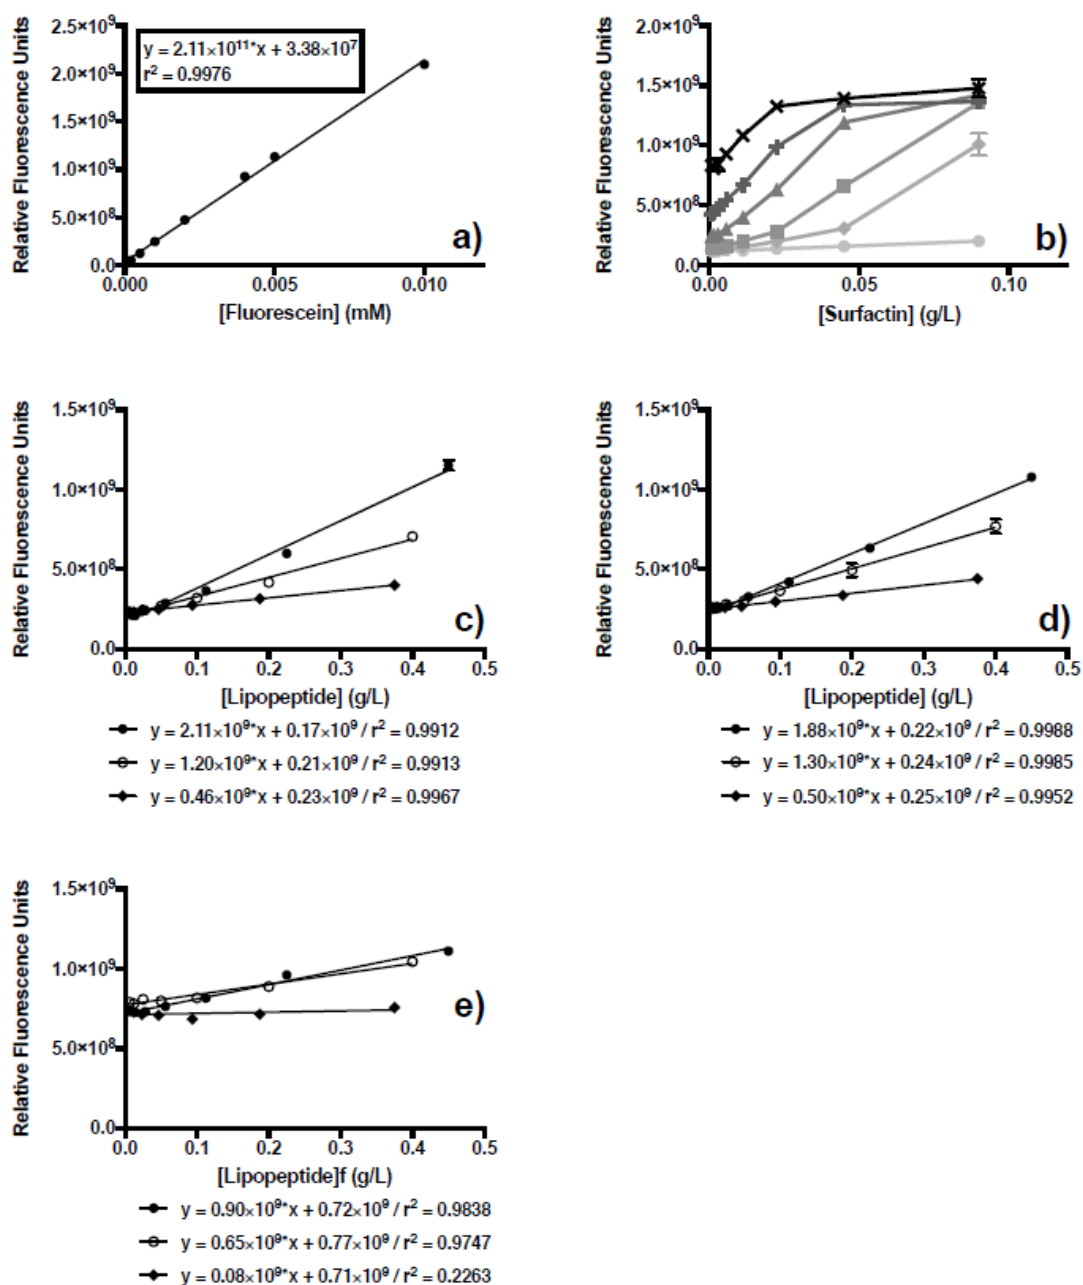 Relative Fluorescence Units
2.5×10⁹
2.0×10⁹
1.5×10⁹
1.0×10⁹
5.0×10⁸
0.0
y = 2.11×10¹¹*x + 3.38×10⁷
r² = 0.9976
a)
0.000
0.005
0.010
[Fluorescein] (mM)
Relative Fluorescence Units
2.0×10⁹
1.5×10⁹
1.0×10⁹
5.0×10⁸
0.0
b)
0.00
0.05
0.10
[Surfactin] (g/L)
Relative Fluorescence Units
1.5×10⁹
1.0×10⁹
5.0×10⁸
0.0
c)
0.0 0.1 0.2 0.3 0.4 0.5
[Lipopeptide] (g/L)
y = 2.11×10⁹*x + 0.17×10⁹ / r² = 0.9912
y = 1.20×10⁹*x + 0.21×10⁹ / r² = 0.9913
y = 0.46×10⁹*x + 0.23×10⁹ / r² = 0.9967
Relative Fluorescence Units
1.5×10⁹
1.0×10⁹
5.0×10⁸
0.0
d)
0.0 0.1 0.2 0.3 0.4 0.5
[Lipopeptide] (g/L)
y = 1.88×10⁹*x + 0.22×10⁹ / r² = 0.9988
y = 1.30×10⁹*x + 0.24×10⁹ / r² = 0.9985
y = 0.50×10⁹*x + 0.25×10⁹ / r² = 0.9952
Relative Fluorescence Units
1.5×10⁹
1.0×10⁹
5.0×10⁸
0.0
e)
0.0 0.1 0.2 0.3 0.4 0.5
[Lipopeptide]f (g/L)
y = 0.90×10⁹*x + 0.72×10⁹ / r² = 0.9838
y = 0.65×10⁹*x + 0.77×10⁹ / r² = 0.9747
y = 0.08×10⁹*x + 0.71×10⁹ / r² = 0.2263